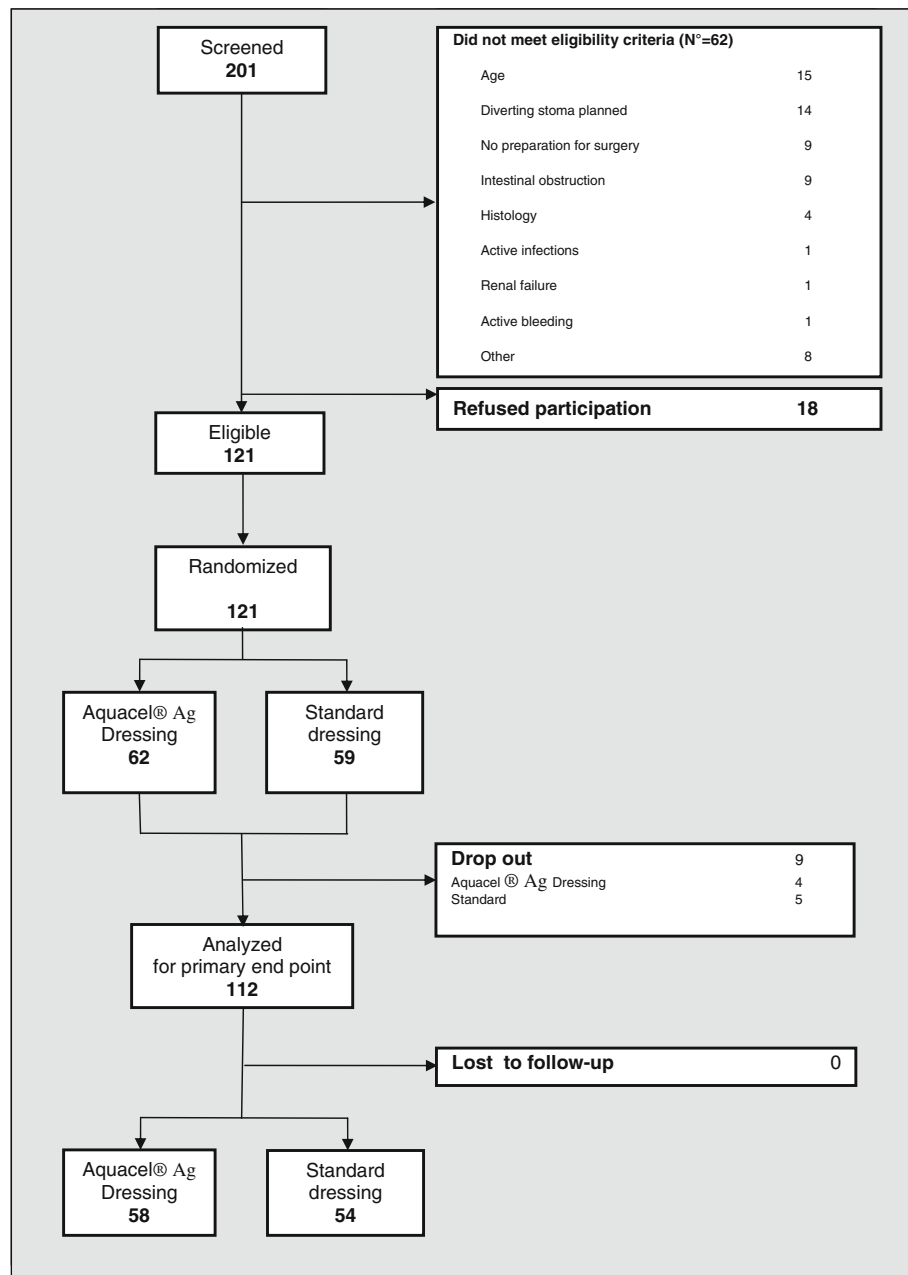 Screened
201
Did not meet eligibility criteria (N°=62)
Age 15
Diverting stoma planned 14
No preparation for surgery 9
Intestinal obstruction 9
Histology 4
Active infections 1
Renal failure 1
Active bleeding 1
Other 8
Refused participation 18
Eligible
121
Randomized
121
Aquacel® Ag
Dressing
62
Standard
dressing
59
Drop out 9
Aquacel ® Ag Dressing 4
Standard 5
Analyzed
for primary end point
112
Lost to follow-up 0
Aquacel® Ag
Dressing
58
Standard
dressing
54